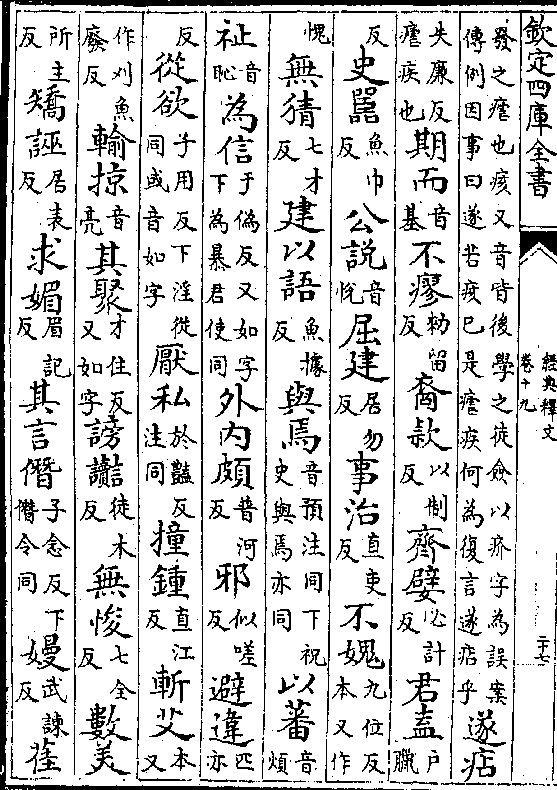 欽定四庫全書
經典釋文
卷十九
二十七
發之瘧也痎又音皆後學之徒僉以疥字為誤案傳例因事曰遂若痎已是瘧疾何為復言遂痁乎遂痁
失廉反瘧疾也期而音基不瘳勑留反裔款以制反齊嬖必計反君盍戶臘
反史嚚魚巾反公說音恱屈建居勿反事治直吏反不媿九位反本又作
愧無猜七才反建以語魚據反與焉音預注同下祝史與焉亦同以蕃音煩
祉音恥為信于偽反又如字下為暴君使同外内頗普河反邪似嗟反避違匹亦
反從欲子用反下淫從同或音如字厭私於豔反注同撞鍾直江反斬艾本又
作刈魚廢反輸掠音亮其聚才住反又如字謗讟徒木反無悛七全反數美
所主反矯誣居表反求媚眉記反其言僭子念反下僭令同嫚武諫反萑